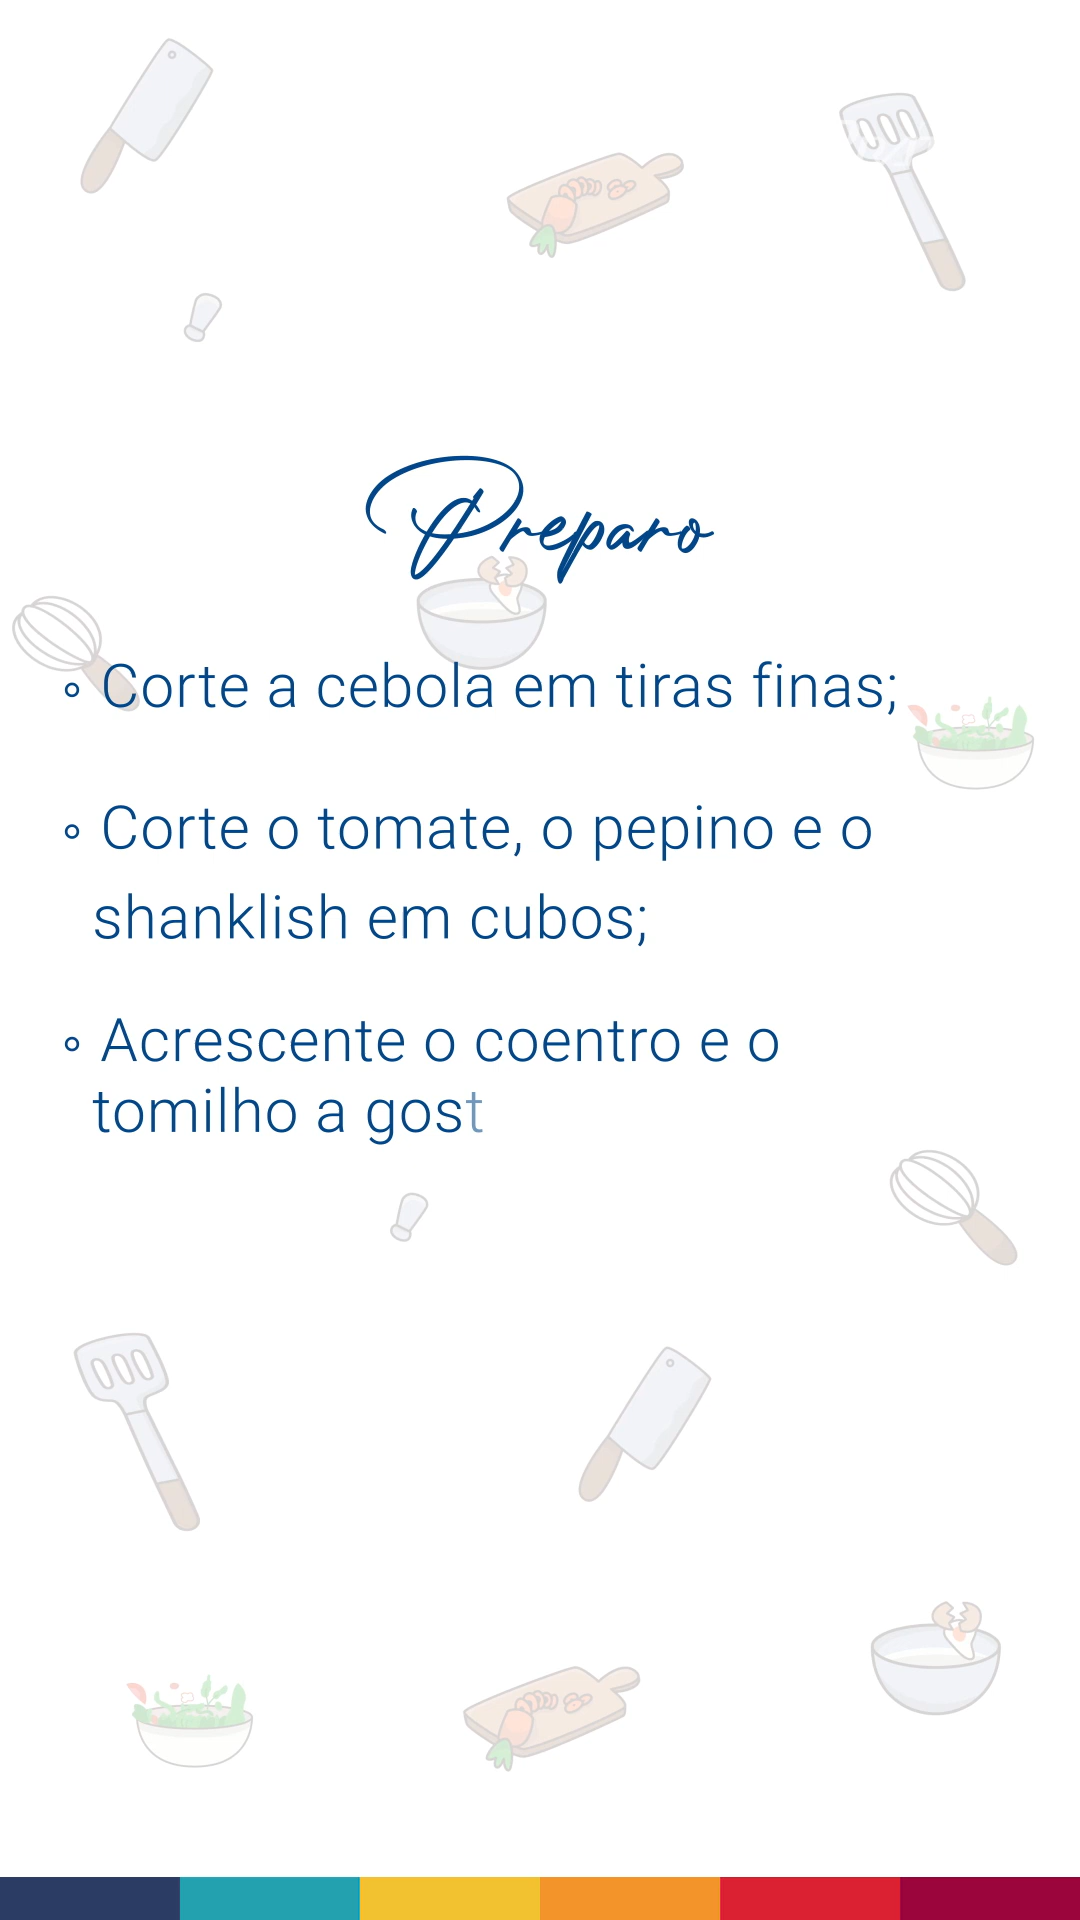 Preparo
◦ Corte a cebola em tiras finas;
◦ Corte o tomate, o pepino e o
shanklish em cubos;
◦ Acrescente o coentro e o
tomilho a gost